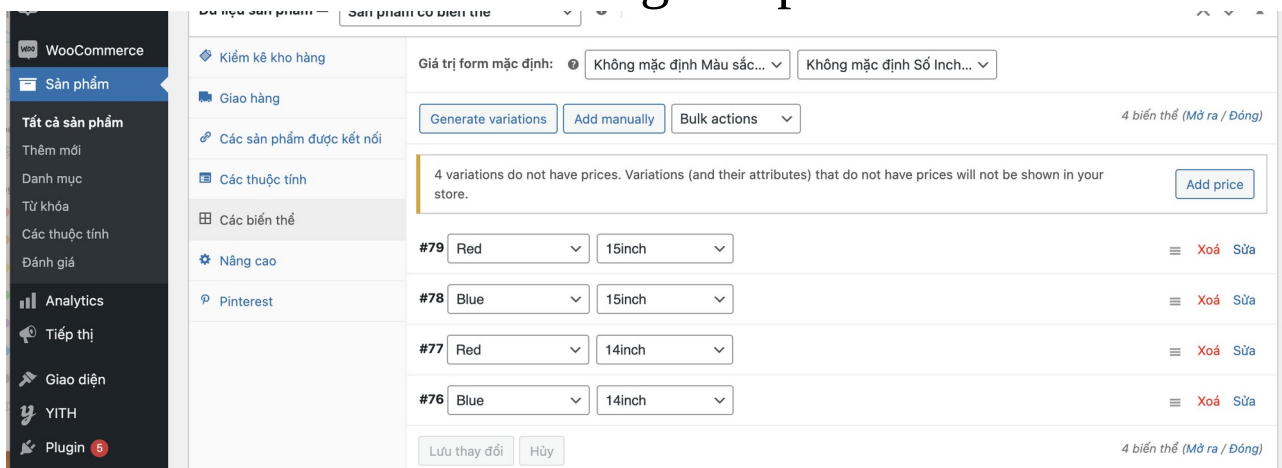 WooCommerce
Sản phẩm
Tất cả sản phẩm
Thêm mới
Danh mục
Từ khóa
Các thuộc tính
Đánh giá
Analytics
Tiếp thị
Giao diện
YITH
Plugin 5
Dữ liệu sản phẩm — Sản phẩm có biến thể
Kiểm kê kho hàng
Giao hàng
Các sản phẩm được kết nối
Các thuộc tính
Các biến thể
Nâng cao
Pinterest
Giá trị form mặc định: Không mặc định Màu sắc... Không mặc định Số Inch...
Generate variations Add manually Bulk actions 4 biến thể (Mở ra / Đóng)
4 variations do not have prices. Variations (and their attributes) that do not have prices will not be shown in your
store.
Add price
#79 Red 15inch Xoá Sửa
#78 Blue 15inch Xoá Sửa
#77 Red 14inch Xoá Sửa
#76 Blue 14inch Xoá Sửa
Lưu thay đổi Hủy 4 biến thể (Mở ra / Đóng)